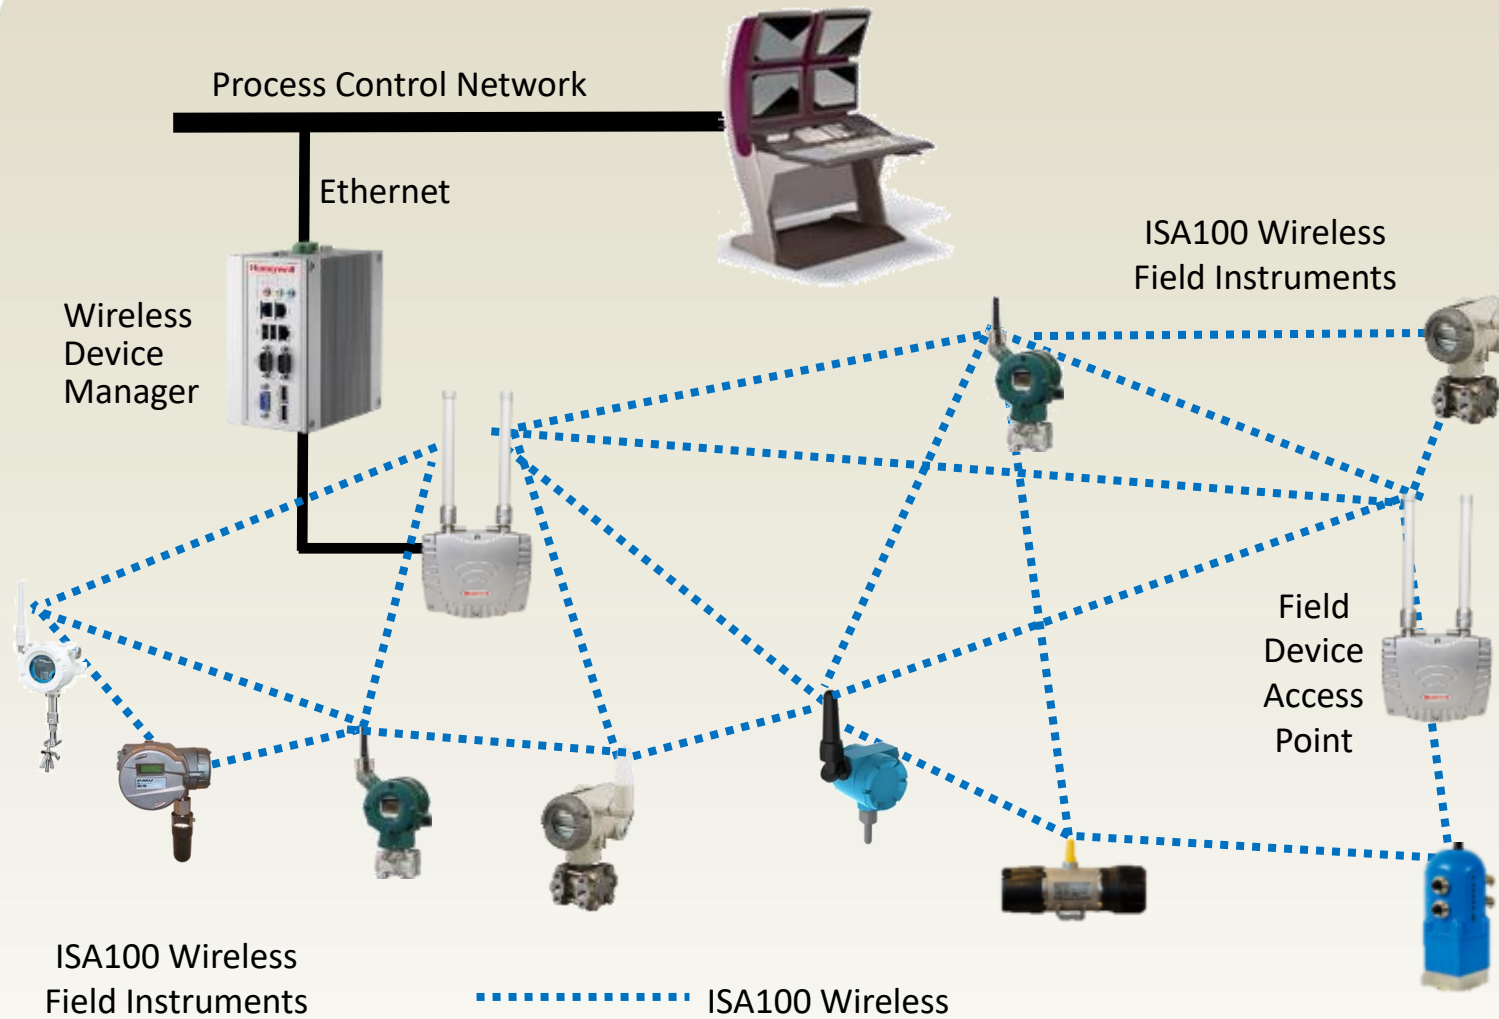 Process Control Network
Ethernet
Honeywell
Wireless
Device
Manager
ISA100 Wireless
Field Instruments
Field
Device
Access
Point
ISA100 Wireless
Field Instruments
ISA100 Wireless